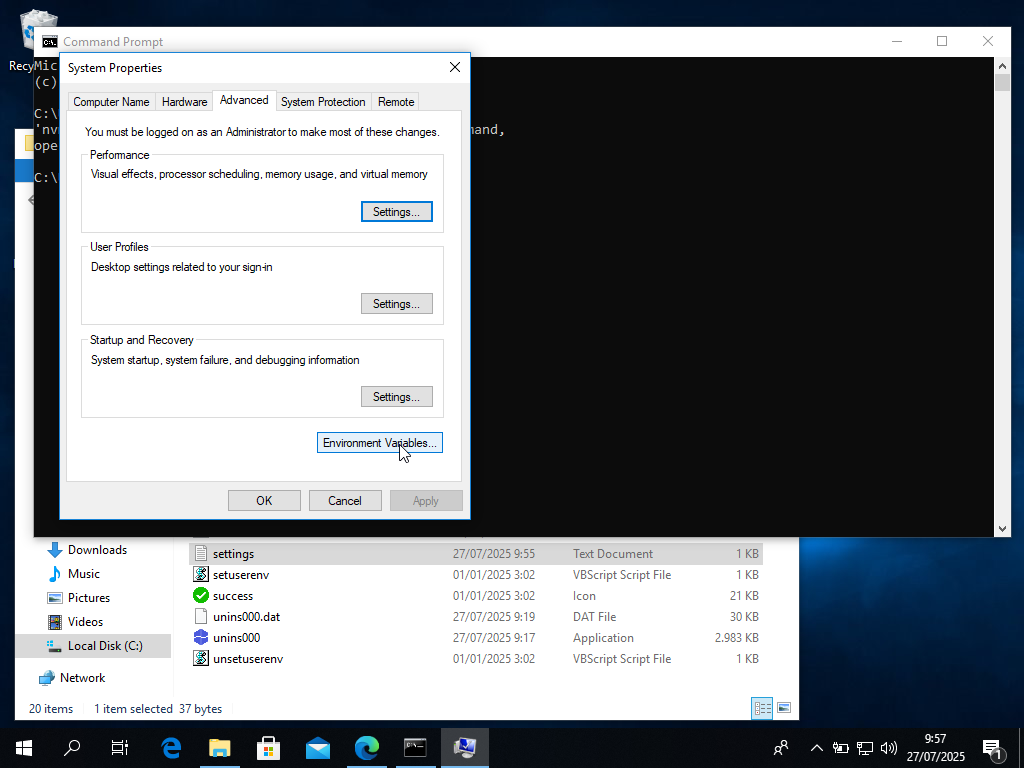 Recy
Command Prompt
Mic
(c)
C:\
'nv
mand,
ope
C:\
System Properties
Computer Name
Hardware
Advanced
System Protection
Remote
You must be logged on as an Administrator to make most of these changes.
Performance
Visual effects, processor scheduling, memory usage, and virtual memory
Settings...
User Profiles
Desktop settings related to your sign-in
Settings...
Startup and Recovery
System startup, system failure, and debugging information
Settings...
Environment Variables...
OK
Cancel
Apply
Downloads
Music
Pictures
Videos
Local Disk (C:)
Network
settings 27/07/2025 9:55 Text Document 1 KB
setuserenv 01/01/2025 3:02 VBScript Script File 1 KB
success 01/01/2025 3:02 Icon 21 KB
unins000.dat 27/07/2025 9:19 DAT File 30 KB
unins000 27/07/2025 9:17 Application 2.983 KB
unsetuserenv 01/01/2025 3:02 VBScript Script File 1 KB
20 items 1 item selected 37 bytes
9:57
27/07/2025
1